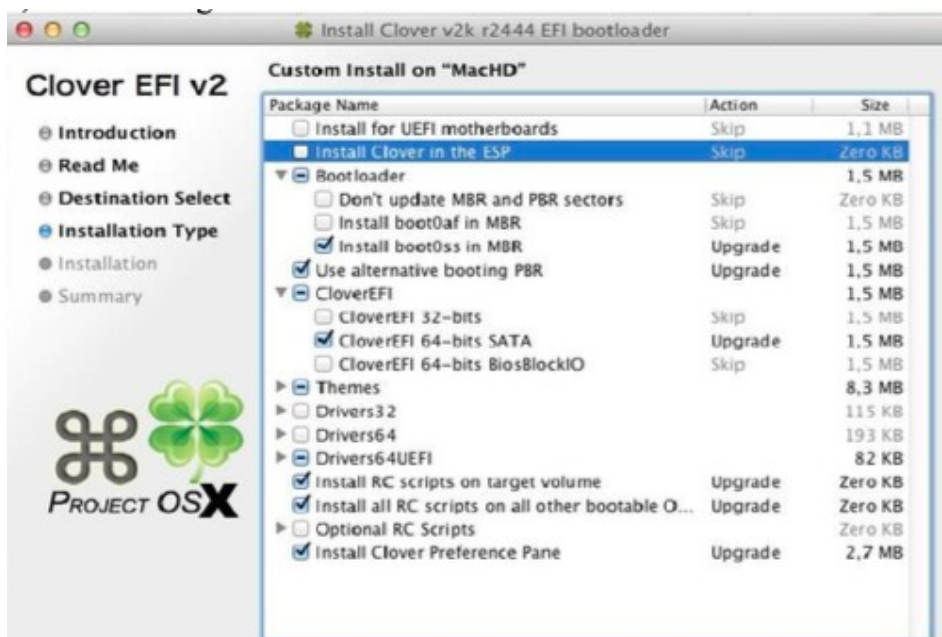 Install Clover v2k r2444 EFI bootloader
Clover EFI v2
Introduction
Read Me
Destination Select
Installation Type
Installation
Summary
PROJECT OSX
Custom Install on "MacHD"
Package Name Action Size
Install for UEFI motherboards Skip 1,1 MB
Install Clover in the ESP Skip Zero KB
Bootloader 1,5 MB
Don't update MBR and PBR sectors Skip Zero KB
Install boot0af in MBR Skip 1,5 MB
Install boot0ss in MBR Upgrade 1,5 MB
Use alternative booting PBR Upgrade 1,5 MB
CloverEFI 1,5 MB
CloverEFI 32-bits Skip 1,5 MB
CloverEFI 64-bits SATA Upgrade 1,5 MB
CloverEFI 64-bits BiosBlockIO Skip 1,5 MB
Themes 8,3 MB
Drivers32 115 KB
Drivers64 193 KB
Drivers64UEFI 82 KB
Install RC scripts on target volume Upgrade Zero KB
Install all RC scripts on all other bootable O... Upgrade Zero KB
Optional RC Scripts Zero KB
Install Clover Preference Pane Upgrade 2,7 MB